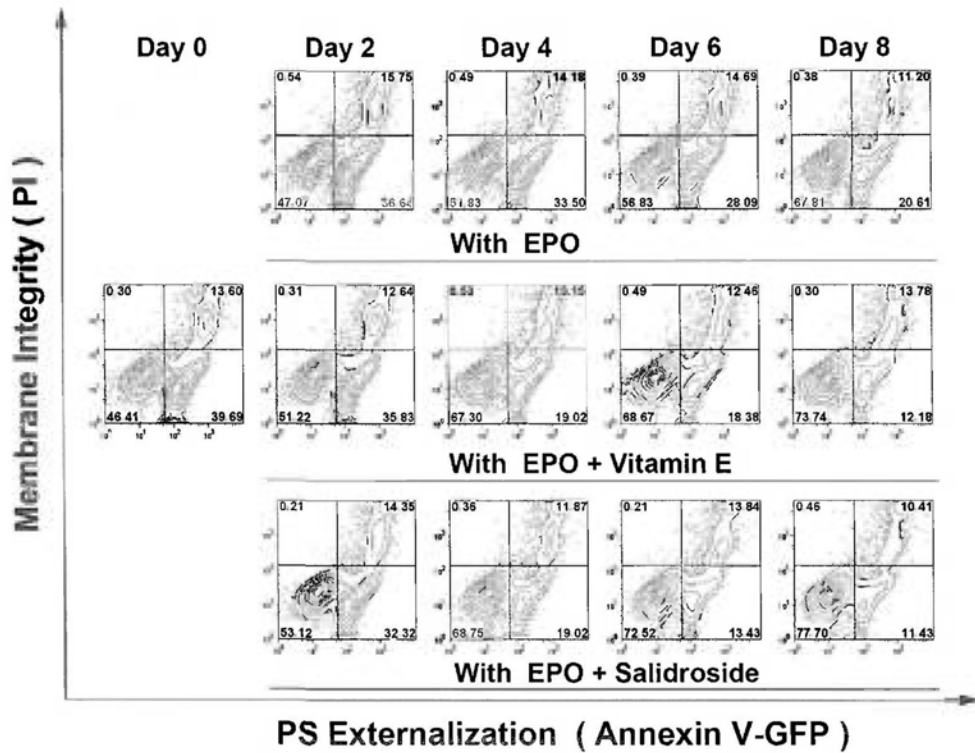 Day 0 Day 2 Day 4 Day 6 Day 8
0.54 15 75 0.49 14 18 0.39 14 69 0.38 11.20
47.07 36 64 33 50 56 83 28 09 67.81 20 61
With EPO
0.30 13 60 0.31 12 64 0.49 12 46 0.30 13 78
46 41 39 69 51.22 35 83 67 30 19 02 68 67 18 38 73 74 12 18
With EPO + Vitamin E
0.21 14 35 0.36 11 87 0.21 13 84 0.46 10.41
53.12 32 32 68 75 19.02 72 52 13.43 77 70 11 43
With EPO + Salidroside
Membrane Integrity ( PI )
PS Externalization ( Annexin V-GFP )